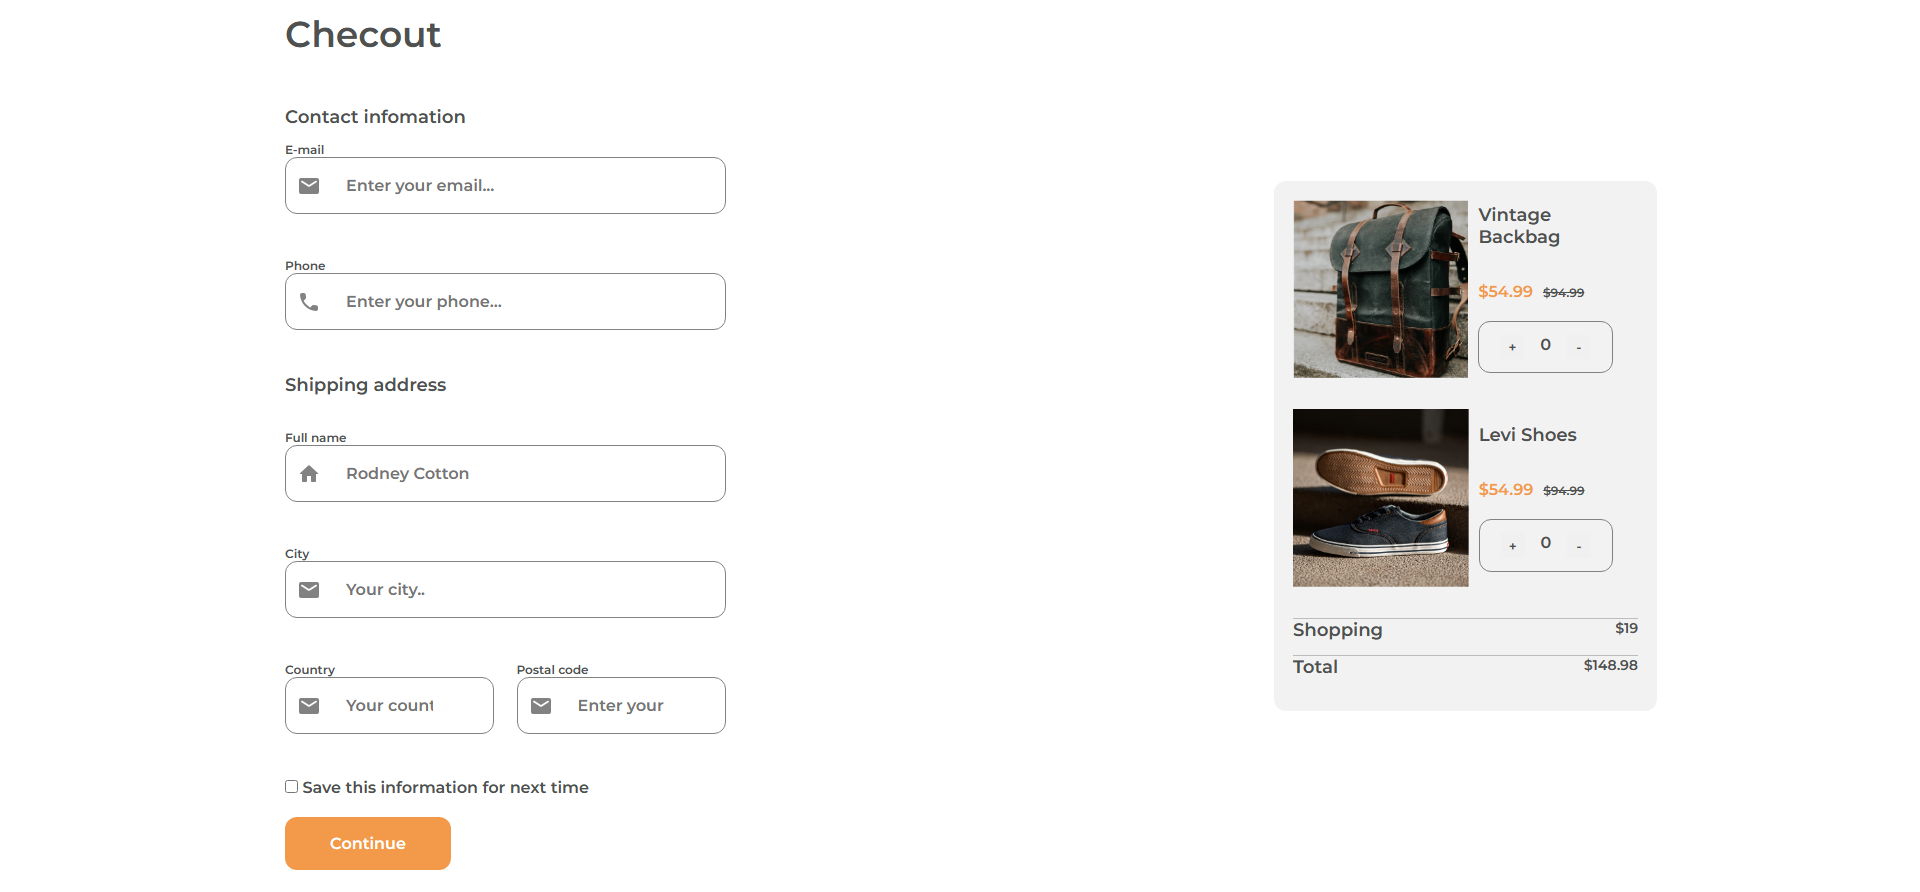 Checout
Contact infomation
E-mail
Enter your email...
Phone
Enter your phone...
Shipping address
Full name
Rodney Cotton
City
Your city..
Country
Your count
Postal code
Enter your
Save this information for next time
Continue
Vintage
Backbag
$54.99 $94.99
+ 0 -
Levi Shoes
$54.99 $94.99
+ 0 -
Shopping $19
Total $148.98